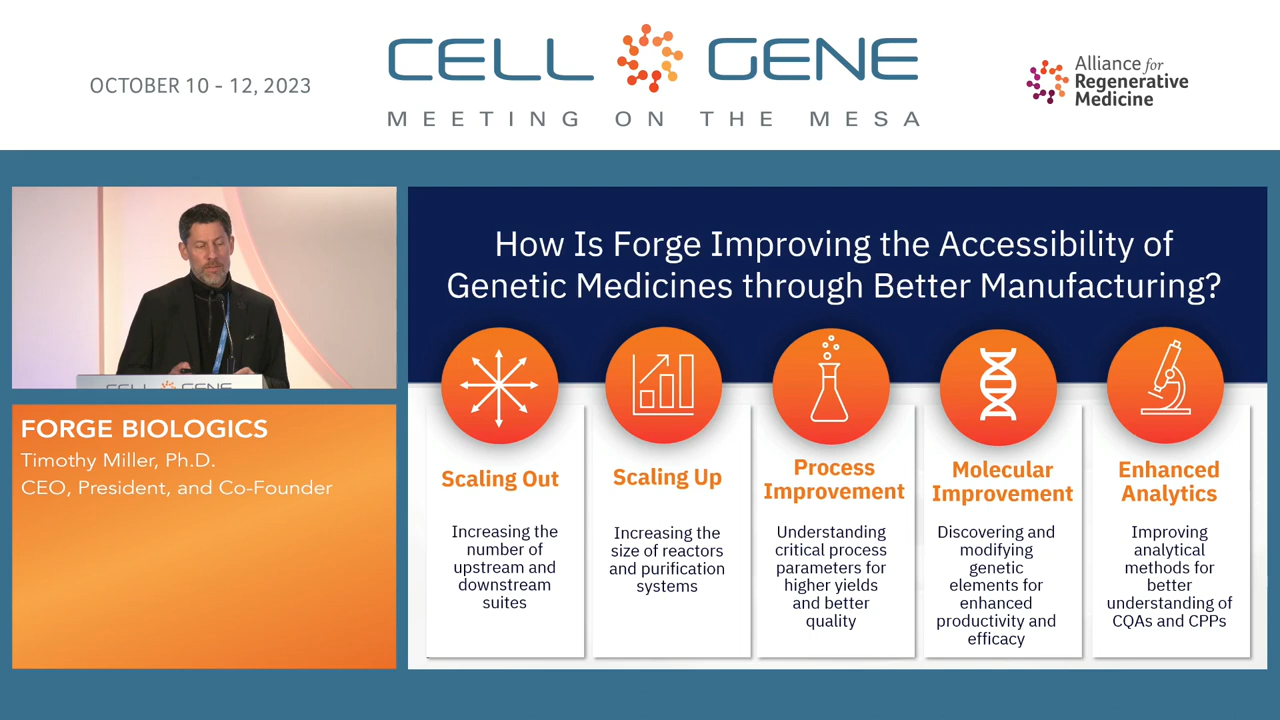 OCTOBER 10 - 12, 2023
CELL GENE
MEETING ON THE MESA
Alliance for
Regenerative
Medicine
CELL GENE
FORGE BIOLOGICS
Timothy Miller, Ph.D.
CEO, President, and Co-Founder
How Is Forge Improving the Accessibility of
Genetic Medicines through Better Manufacturing?
Scaling Out
Increasing the
number of
upstream and
downstream
suites
Scaling Up
Increasing the
size of reactors
and purification
systems
Process
Improvement
Understanding
critical process
parameters for
higher yields
and better
quality
Molecular
Improvement
Discovering and
modifying
genetic
elements for
enhanced
productivity and
efficacy
Enhanced
Analytics
Improving
analytical
methods for
better
understanding of
CQAs and CPPs